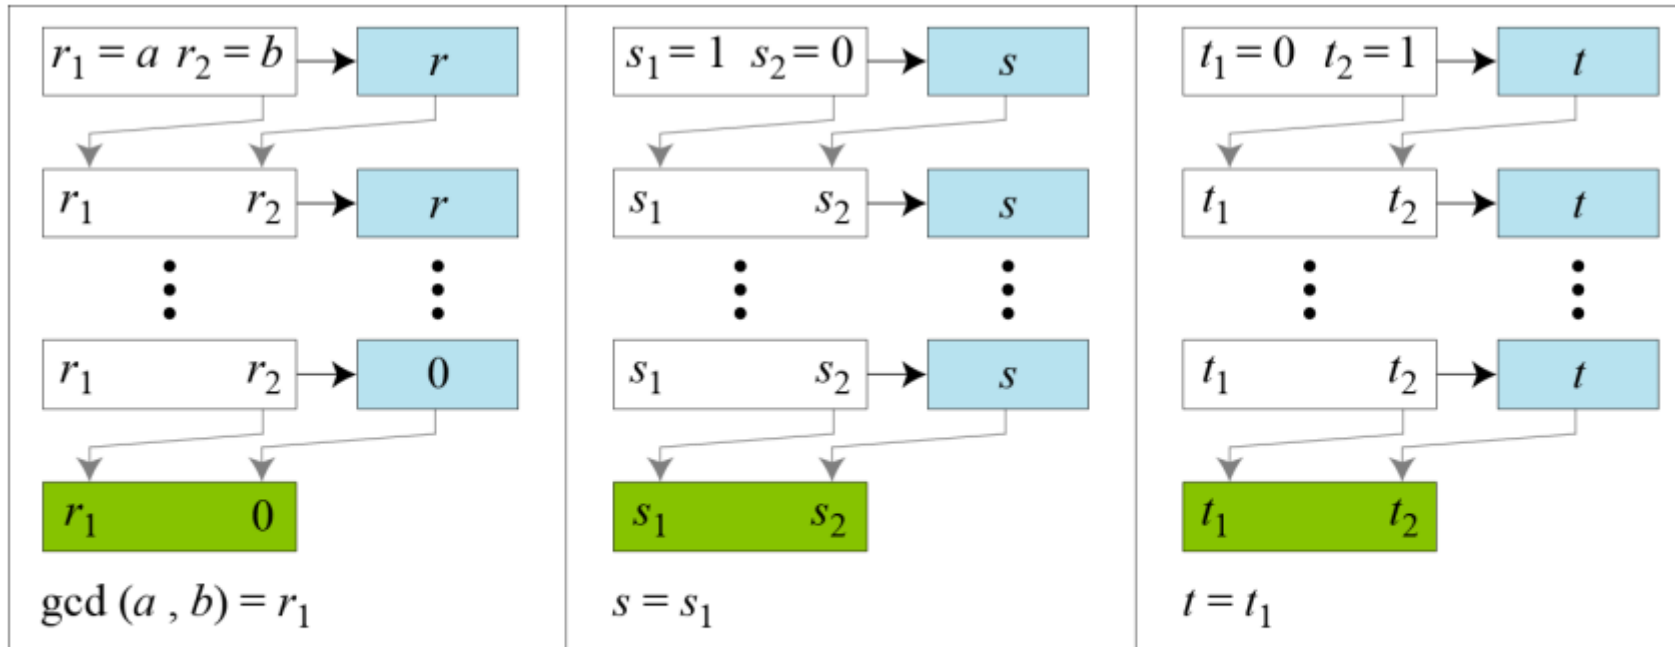 r₁ = a r₂ = b r
s₁ = 1 s₂ = 0 s
t₁ = 0 t₂ = 1 t
r₁ r₂ r
s₁ s₂ s
t₁ t₂ t
r₁ r₂ 0
s₁ s₂ s
t₁ t₂ t
r₁ 0
s₁ s₂
t₁ t₂
gcd (a , b) = r₁
s = s₁
t = t₁